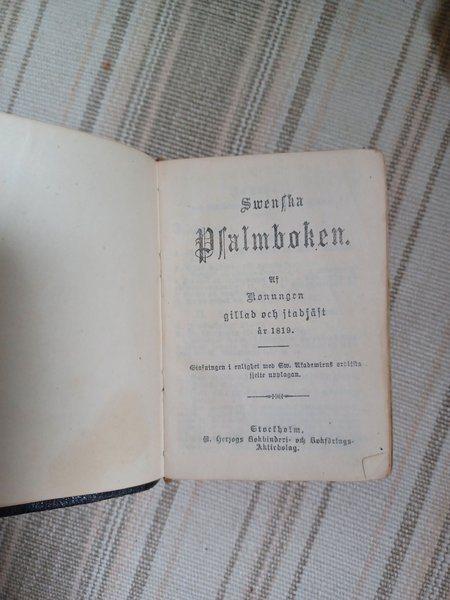 Swenska
Psalmboken.
Af
Konungen
gillad och stadfäst
år 1819.
Stafningen i enlighet med Sw. Akademiens ordlista
sjette upplagan.
Stockholm,
P. Herzogs Bokbinderi- och Bokförlags-
Aktiebolag.